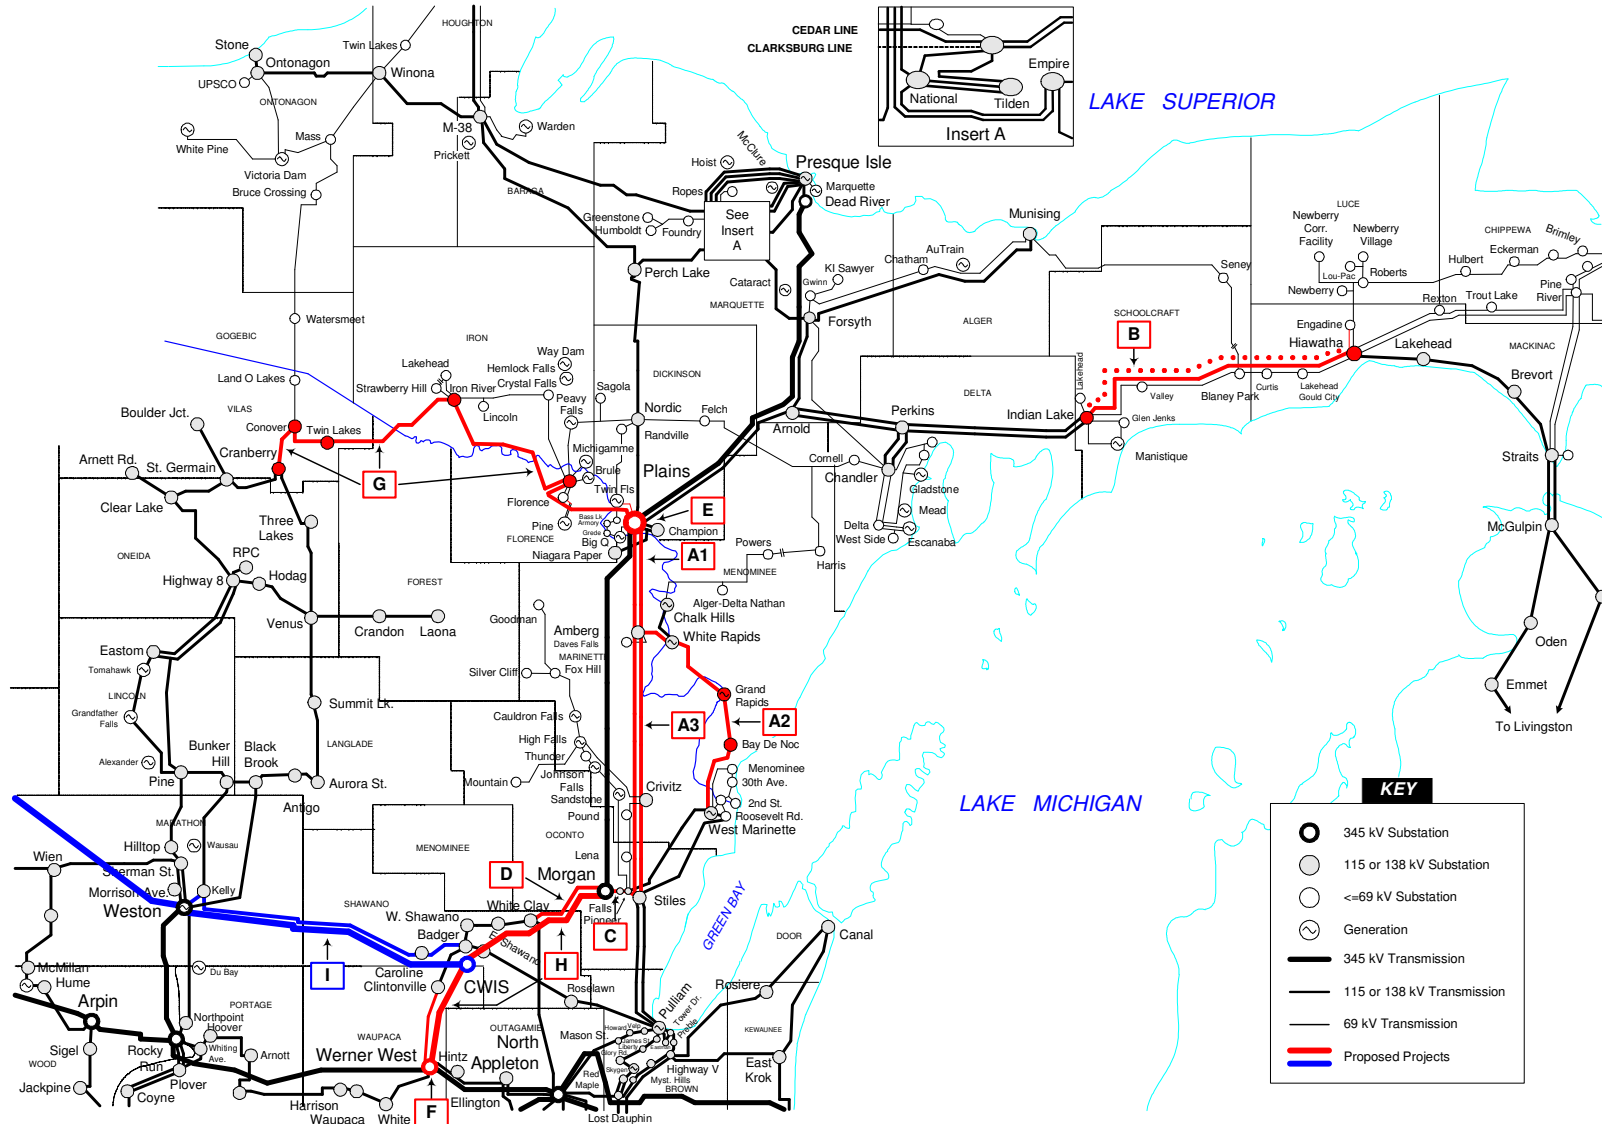 HOUGHTON
CEDAR LINE
CLARKSBURG LINE
Empire
National
Tilden
Insert A
LAKE SUPERIOR
Stone
Twin Lakes
Ontonagon
Winona
UPSCO
ONTONAGON
M-38
Warden
Prickett
White Pine
Mass
Victoria Dam
Bruce Crossing
BARAGA
McClure
Hoist
Presque Isle
Ropes
Marquette
Dead River
See
Insert
A
Greenstone
Humboldt
Foundry
Munising
LUCE
Newberry
Corr.
Facility
Newberry
Village
CHIPPEWA
Brimley
Eckerman
Hulbert
AuTrain
Chatham
KI Sawyer
Gwinn
Seney
Lou-Pac
Roberts
Newberry
Pine
River
Perch Lake
Cataract
MARQUETTE
Rexton
Trout Lake
Forsyth
ALGER
SCHOOLCRAFT
Engadine
Hiawatha
Lakehead
MACKINAC
Watersmeet
GOGEBIC
IRON
B
Way Dam
Hemlock Falls
Crystal Falls
Lakehead
Strawberry Hill
Iron River
Lincoln
Peavy
Falls
Sagola
DICKINSON
Land O Lakes
Lakehead
Valley
Blaney Park
Curtis
Lakehead
Gould City
Brevort
DELTA
Boulder Jct.
VILAS
Conover
Twin Lakes
Nordic
Randville
Felch
Arnold
Perkins
Indian Lake
Glen Jenks
Manistique
Cranberry
Arnett Rd.
St. Germain
Clear Lake
G
Michigamme
Brule
Twin Fls
Plains
Cornell
Chandler
Gladstone
Mead
Straits
Florence
Pine
FLORENCE
Bass Lk
Armory
Grede
Big
Niagara Paper
E
Champion
A1
Delta
West Side
Escanaba
McGulpin
Three
Lakes
ONEIDA
RPC
Highway 8
Hodag
FOREST
Powers
Harris
MENOMINEE
Alger-Delta Nathan
Chalk Hills
Venus
Crandon
Laona
Goodman
Amberg
Daves Falls
MARINETTE
Fox Hill
Silver Cliff
White Rapids
Oden
Eastom
Tomahawk
LINCOLN
Grandfather
Falls
Emmet
To Livingston
Summit Lk.
Grand
Rapids
Cauldron Falls
A3
A2
Bay De Noc
High Falls
Thunder
LANGLADE
Bunker
Hill
Black
Brook
Alexander
Pine
Aurora St.
Antigo
Mountain
Johnson
Falls
Sandstone
Crivitz
Menominee
30th Ave.
2nd St.
Roosevelt Rd.
West Marinette
LAKE MICHIGAN
Pound
OCONTO
KEY
345 kV Substation
115 or 138 kV Substation
<=69 kV Substation
Generation
345 kV Transmission
115 or 138 kV Transmission
69 kV Transmission
Proposed Projects
MARATHON
Hilltop
Wausau
Wien
Sherman St.
Morrison Ave.
Kelly
Weston
MENOMINEE
Lena
D
Morgan
SHAWANO
W. Shawano
White Clay
Falls
Pioneer
Stiles
C
GREEN BAY
Badger
E. Shawano
DOOR
Canal
I
H
Caroline
Clintonville
CWIS
McMillan
Hume
Du Bay
Arpin
PORTAGE
Roselawn
Rosiere
Pulliam
Tower Dr.
Preble
Northpoint
Hoover
Whiting
Ave.
Rocky
Run
Plover
Arnott
Sigel
WOOD
Jackpine
Coyne
WAUPACA
Werner West
Hintz
OUTAGAMIE
North
Appleton
Mason St.
Howard
Velp
James St.
Liberty
Glory Rd.
Skygen
Red
Maple
KEWAUNEE
Highway V
Myst. Hills
BROWN
East
Krok
Harrison
Waupaca
White
F
Ellington
Lost Dauphin